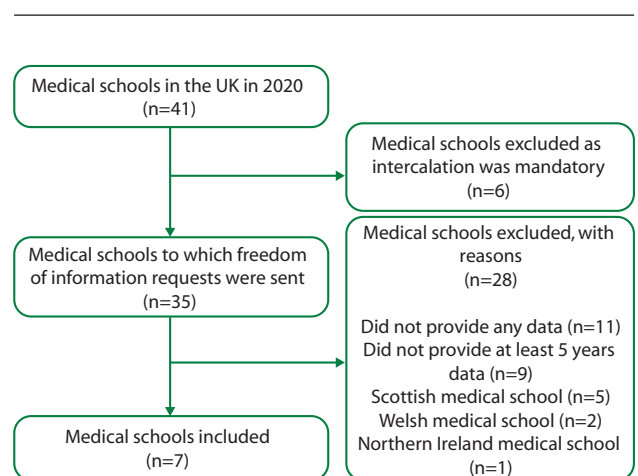 Medical schools in the UK in 2020
(n=41)
Medical schools excluded as
intercalation was mandatory
(n=6)
Medical schools to which freedom
of information requests were sent
(n=35)
Medical schools excluded, with
reasons
(n=28)
Did not provide any data (n=11)
Did not provide at least 5 years
data (n=9)
Scottish medical school (n=5)
Welsh medical school (n=2)
Northern Ireland medical school
(n=1)
Medical schools included
(n=7)